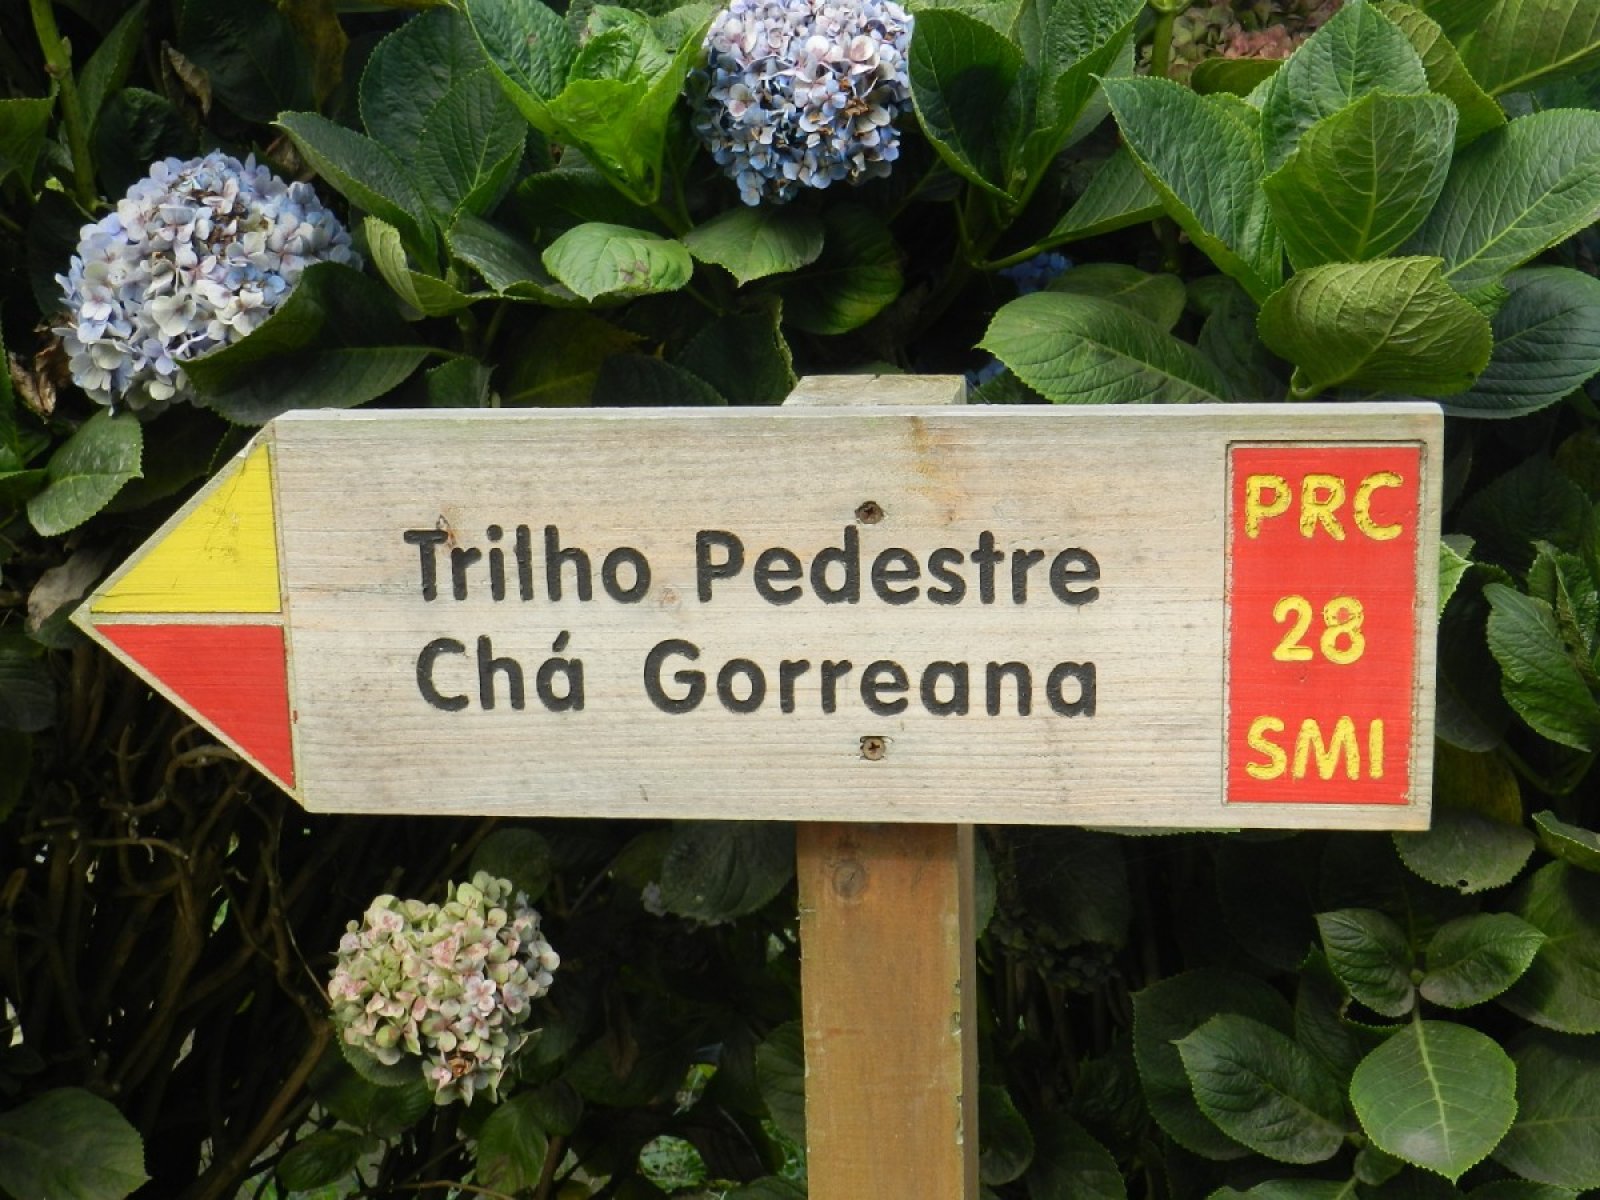 Trilho Pedestre
Chá Gorreana
PRC
28
SMI